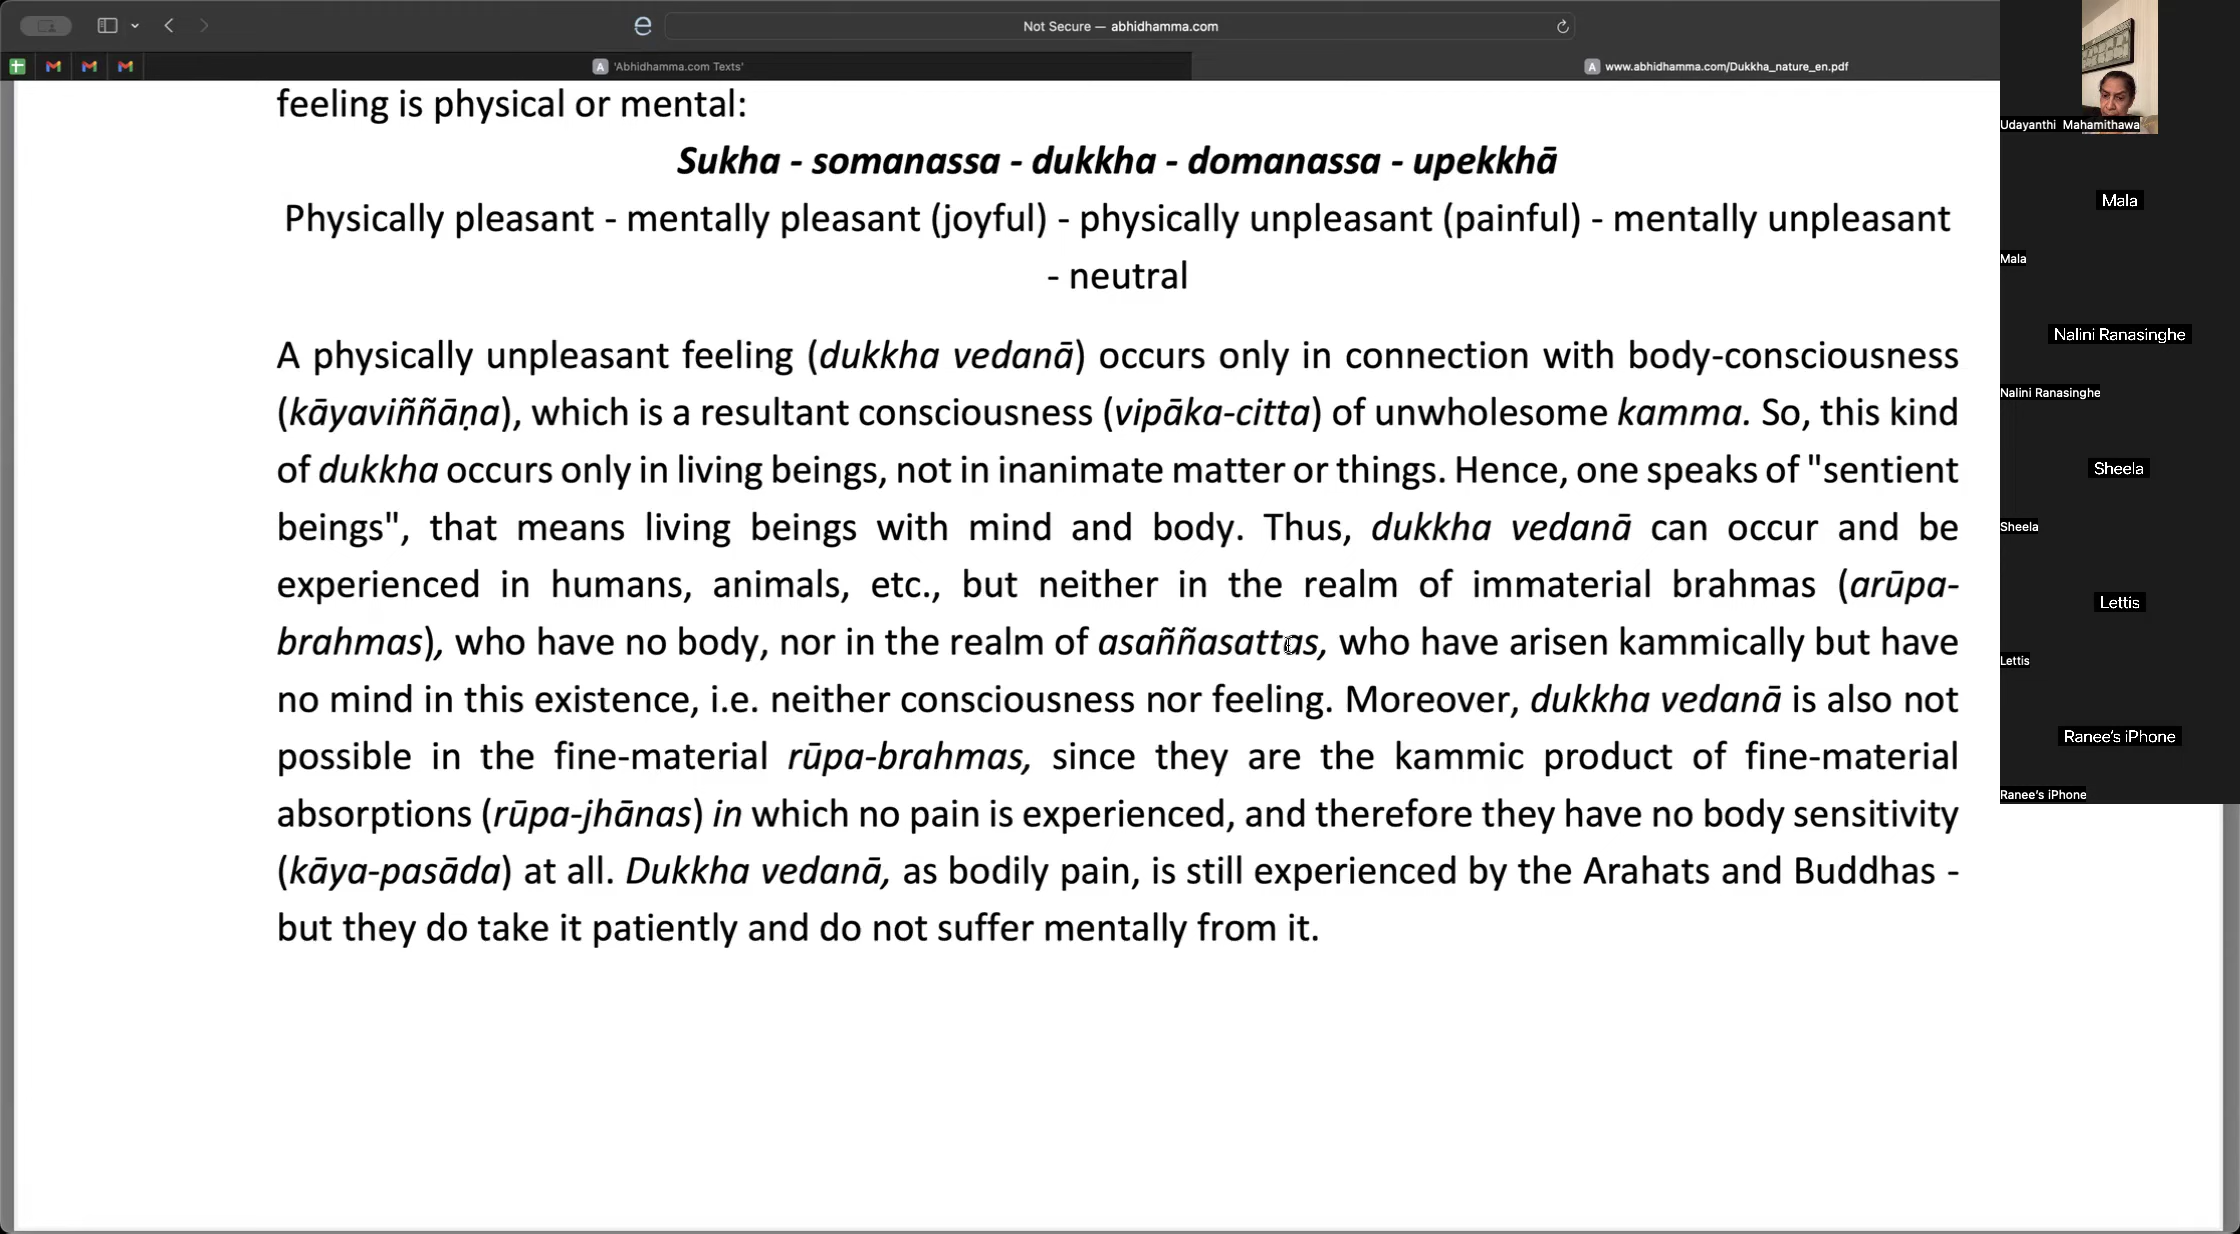 Not Secure — abhidhamma.com
'Abhidhamma.com Texts'
www.abhidhamma.com/Dukkha_nature_en.pdf
feeling is physical or mental:
Sukha - somanassa - dukkha - domanassa - upekkhā
Physically pleasant - mentally pleasant (joyful) - physically unpleasant (painful) - mentally unpleasant
- neutral
A physically unpleasant feeling (dukkha vedanā) occurs only in connection with body-consciousness
(kāyaviññāṇa), which is a resultant consciousness (vipāka-citta) of unwholesome kamma. So, this kind
of dukkha occurs only in living beings, not in inanimate matter or things. Hence, one speaks of "sentient
beings", that means living beings with mind and body. Thus, dukkha vedanā can occur and be
experienced in humans, animals, etc., but neither in the realm of immaterial brahmas (arūpa-
brahmas), who have no body, nor in the realm of asaññasattas, who have arisen kammically but have
no mind in this existence, i.e. neither consciousness nor feeling. Moreover, dukkha vedanā is also not
possible in the fine-material rūpa-brahmas, since they are the kammic product of fine-material
absorptions (rūpa-jhānas) in which no pain is experienced, and therefore they have no body sensitivity
(kāya-pasāda) at all. Dukkha vedanā, as bodily pain, is still experienced by the Arahats and Buddhas -
but they do take it patiently and do not suffer mentally from it.
Udayanthi Mahamithawa
Mala
Mala
Nalini Ranasinghe
Nalini Ranasinghe
Sheela
Sheela
Lettis
Lettis
Ranee's iPhone
Ranee's iPhone